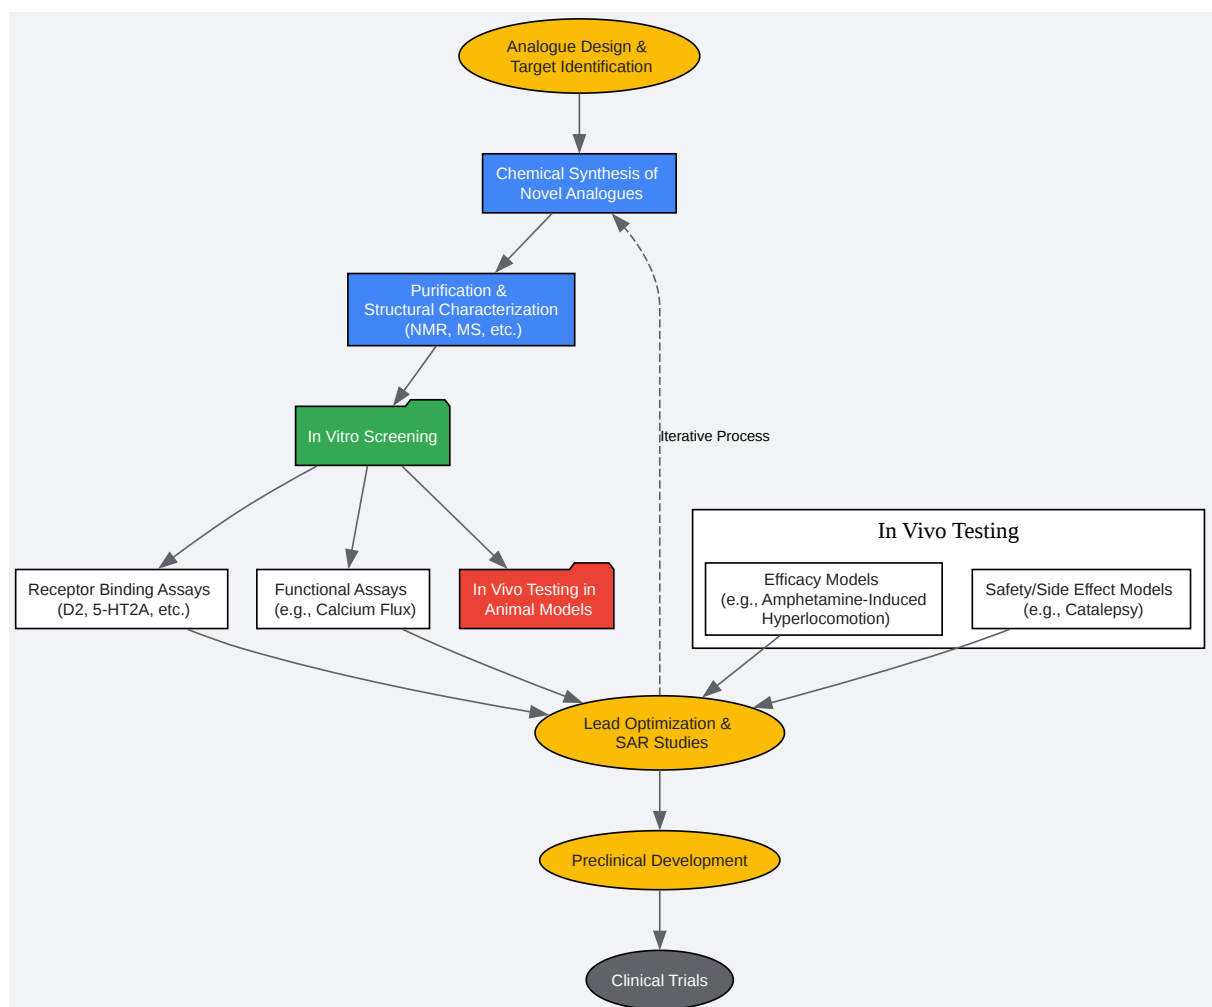 Analogue Design &
Target Identification
Chemical Synthesis of
Novel Analogues
Purification &
Structural Characterization
(NMR, MS, etc.)
In Vitro Screening
Iterative Process
In Vivo Testing
Receptor Binding Assays
(D2, 5-HT2A, etc.)
Functional Assays
(e.g., Calcium Flux)
In Vivo Testing in
Animal Models
Efficacy Models
(e.g., Amphetamine-Induced
Hyperlocomotion)
Safety/Side Effect Models
(e.g., Catalepsy)
Lead Optimization &
SAR Studies
Preclinical Development
Clinical Trials